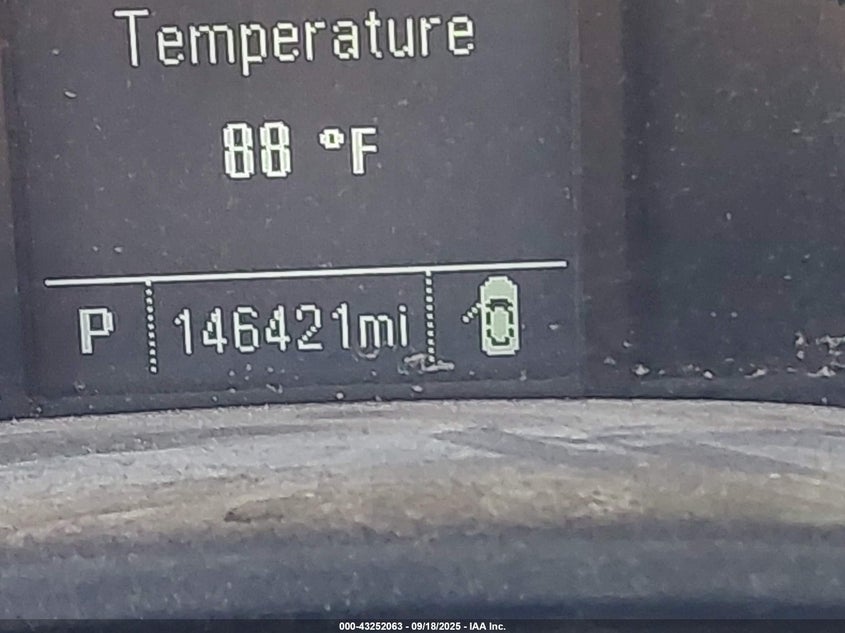 Temperature
88 °F
P 146421mi
000-43252063 - 09/18/2025 - IAA Inc.